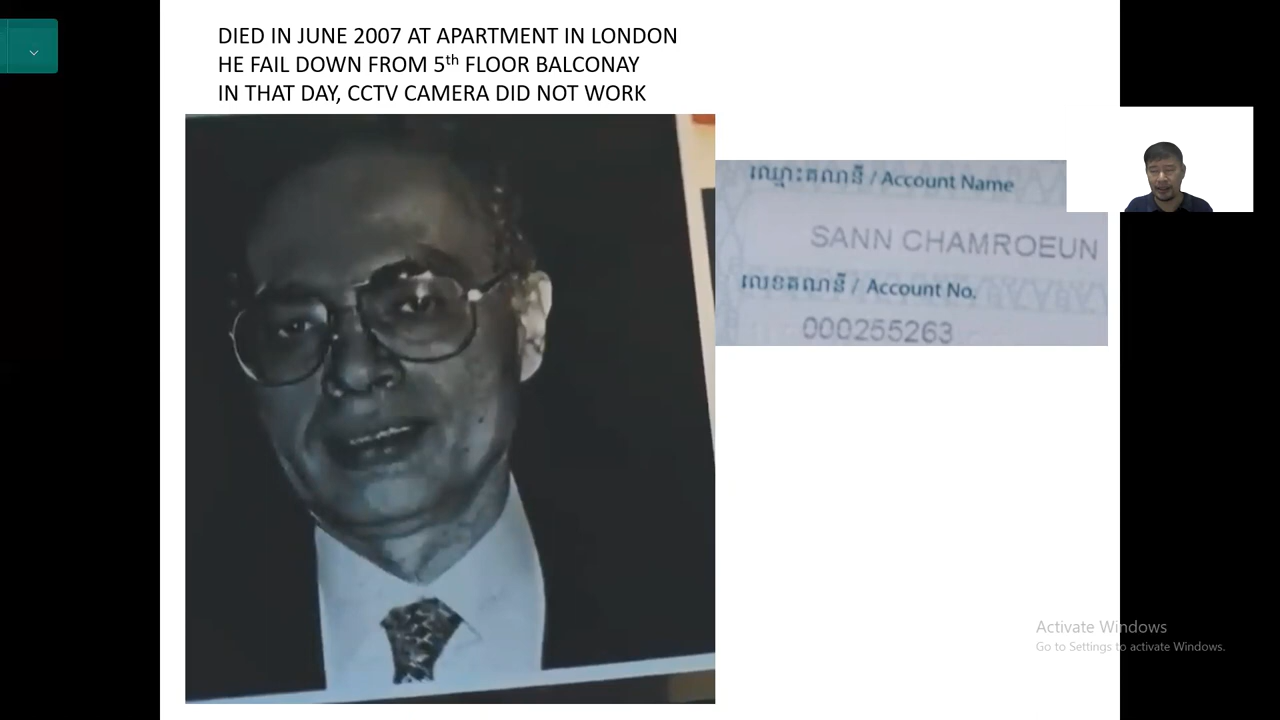 DIED IN JUNE 2007 AT APARTMENT IN LONDON
HE FAIL DOWN FROM 5th FLOOR BALCONAY
IN THAT DAY, CCTV CAMERA DID NOT WORK
ឈ្មោះគណនី / Account Name
SANN CHAMROEUN
លេខគណនី / Account No.
000255263
Activate Windows
Go to Settings to activate Windows.